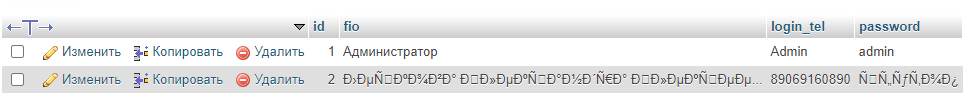 id fio login_tel password
Изменить Копировать Удалить 1 Администратор Admin admin
Изменить Копировать Удалить 2 89069160890